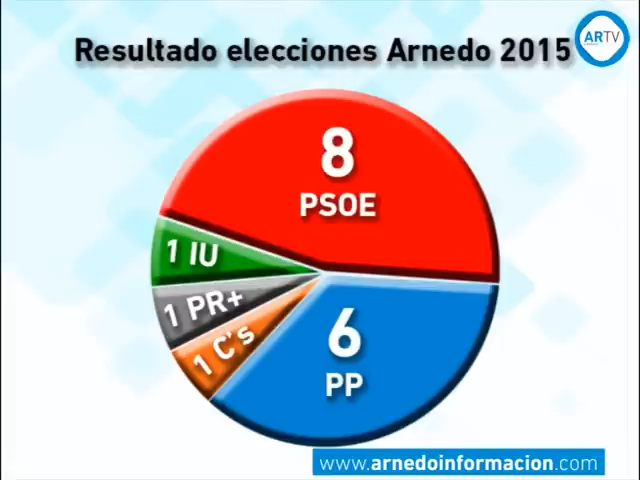 Resultado elecciones Arnedo 2015
ARTV
8
PSOE
1 IU
1 PR+
1 C's
6
PP
www.arnedoinformacion.com